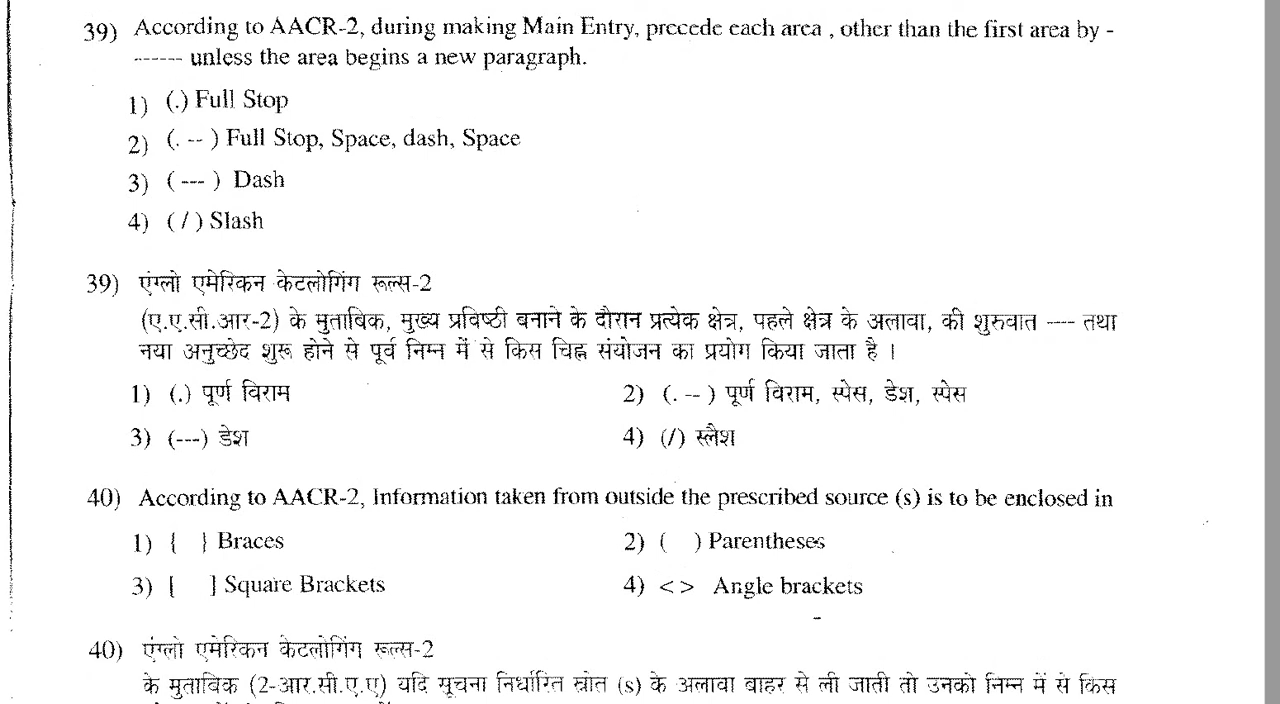 39) According to AACR-2, during making Main Entry, precede each area , other than the first area by -
------ unless the area begins a new paragraph.
1) (.) Full Stop
2) (. -- ) Full Stop, Space, dash, Space
3) ( --- ) Dash
4) ( / ) Slash
39) एंग्लो एमेरिकन केटलोगिंग रूल्स-2
(ए.ए.सी.आर-2) के मुताबिक, मुख्य प्रविष्ठी बनाने के दौरान प्रत्येक क्षेत्र, पहले क्षेत्र के अलावा, की शुरुवात ---- तथा
नया अनुच्छेद शुरू होने से पूर्व निम्न में से किस चिह्न संयोजन का प्रयोग किया जाता है ।
1) (.) पूर्ण विराम 2) (. -- ) पूर्ण विराम, स्पेस, डेश, स्पेस
3) (---) डेश 4) (/) स्लैश
40) According to AACR-2, Information taken from outside the prescribed source (s) is to be enclosed in
1) { } Braces 2) ( ) Parentheses
3) [ ] Square Brackets 4) < > Angle brackets
40) एंग्लो एमेरिकन केटलोगिंग रूल्स-2
के मुताबिक (2-आर.सी.ए.ए) यदि सूचना निर्धारित स्रोत (s) के अलावा बाहर से ली जाती तो उनको निम्न में से किस